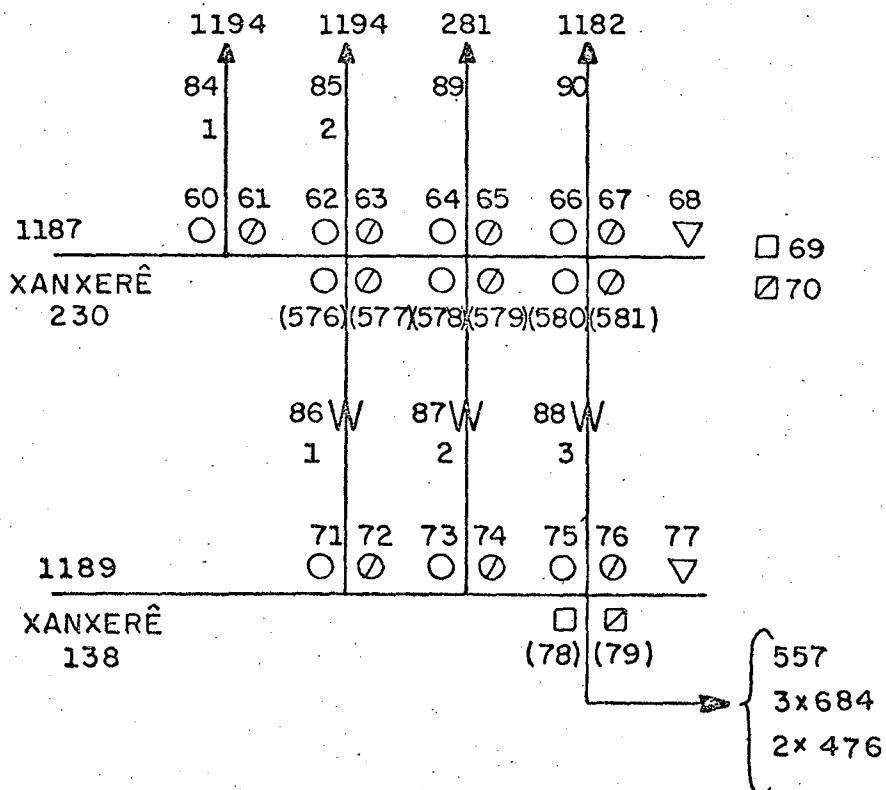 1194 1194 281 1182
84 85 89 90
1 2
60 61 62 63 64 65 66 67 68
1187
69
XANXERÊ
70
230
(576)(577)(578)(579)(580)(581)
86 87 88
1 2 3
71 72 73 74 75 76 77
1189
XANXERÊ
138
(78) (79)
557
3x684
2x 476